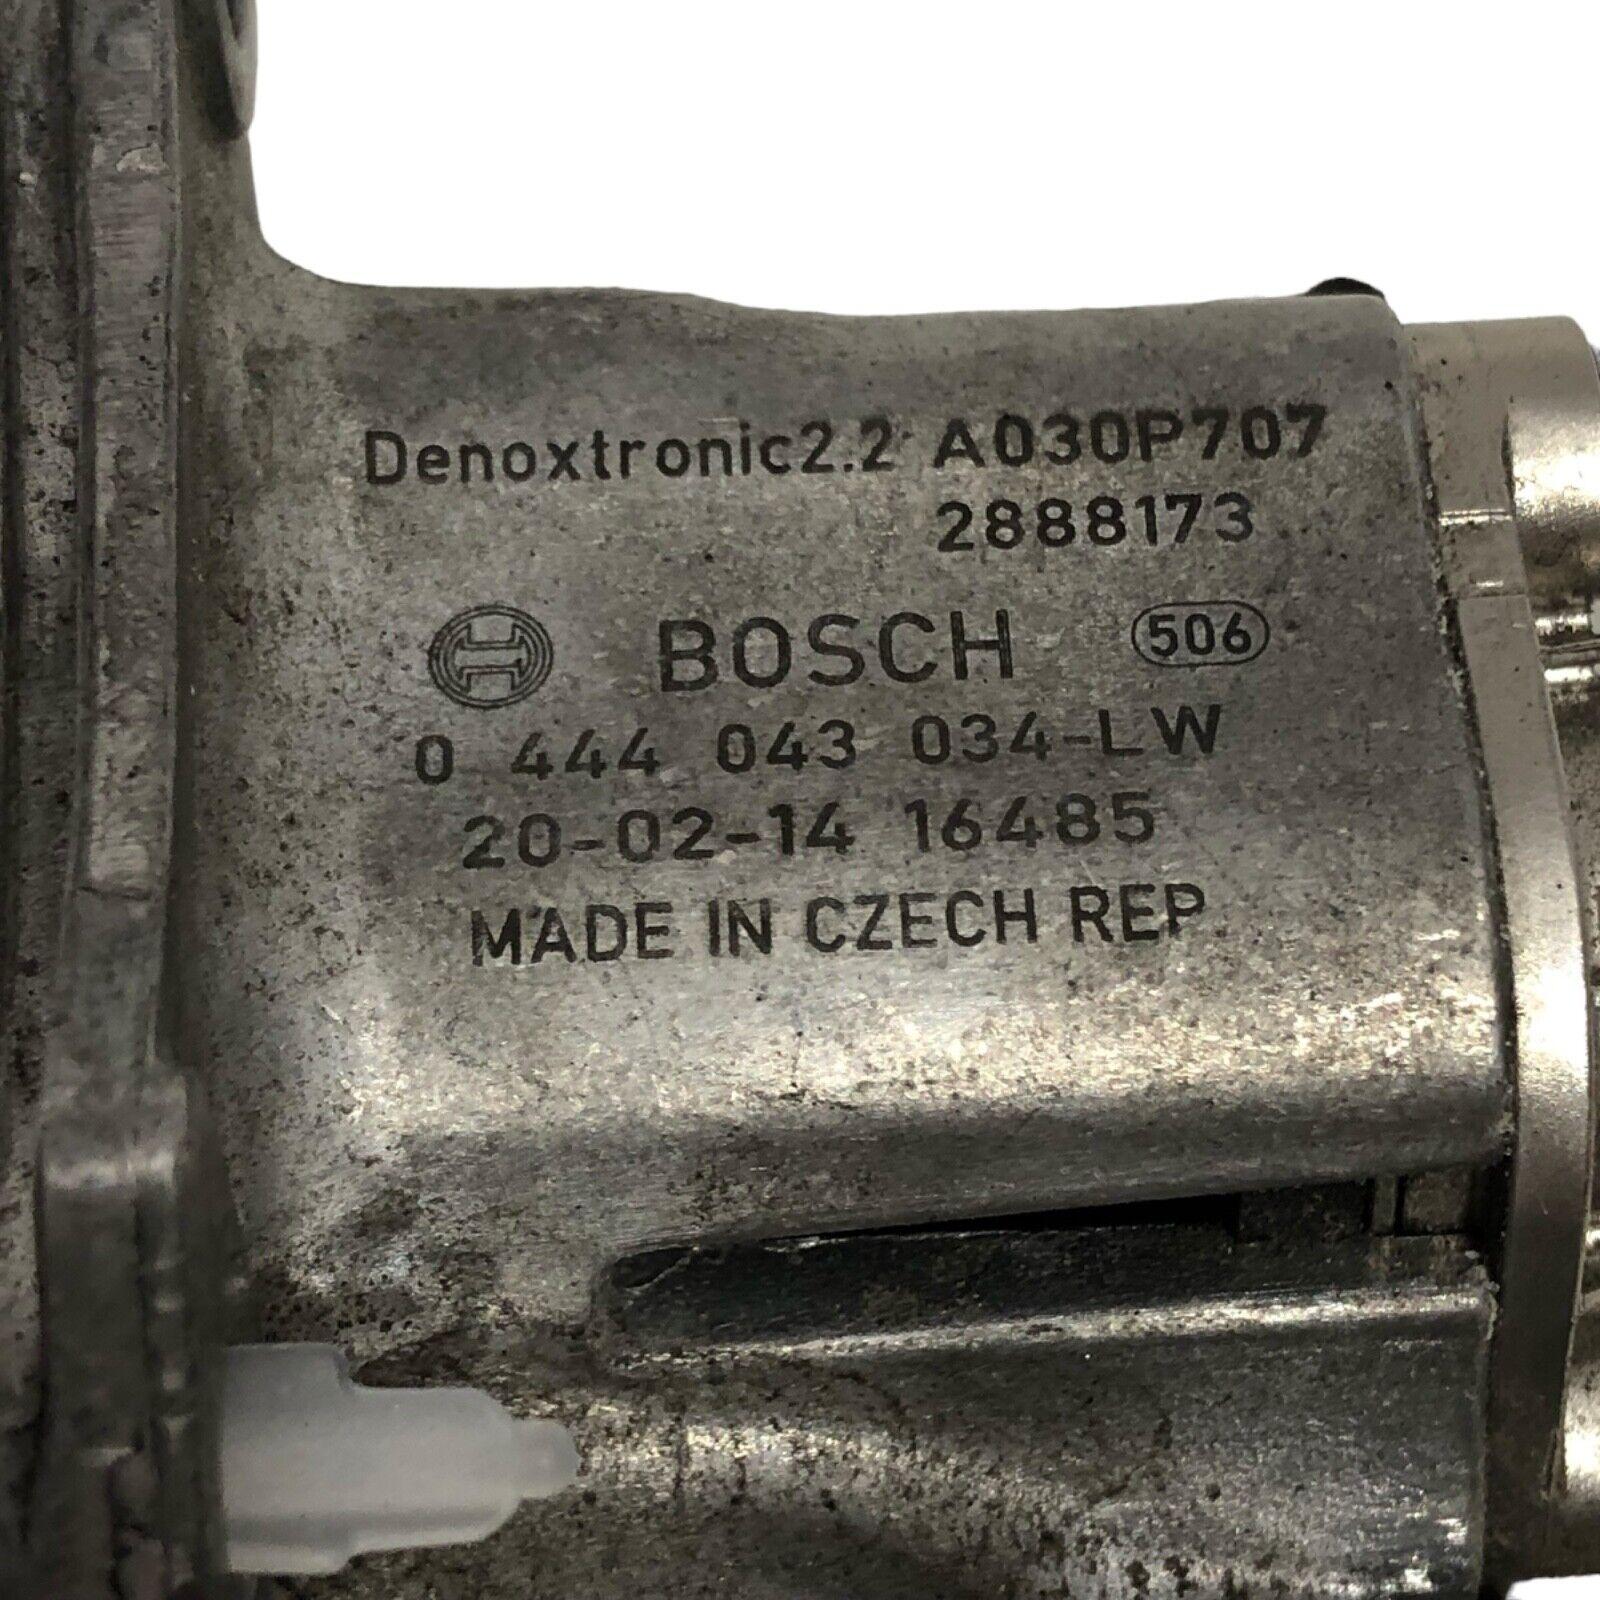 Denoxtronic2.2 A030P707
2888173
BOSCH 506
0 444 043 034-LW
20-02-14 16485
MADE IN CZECH REP